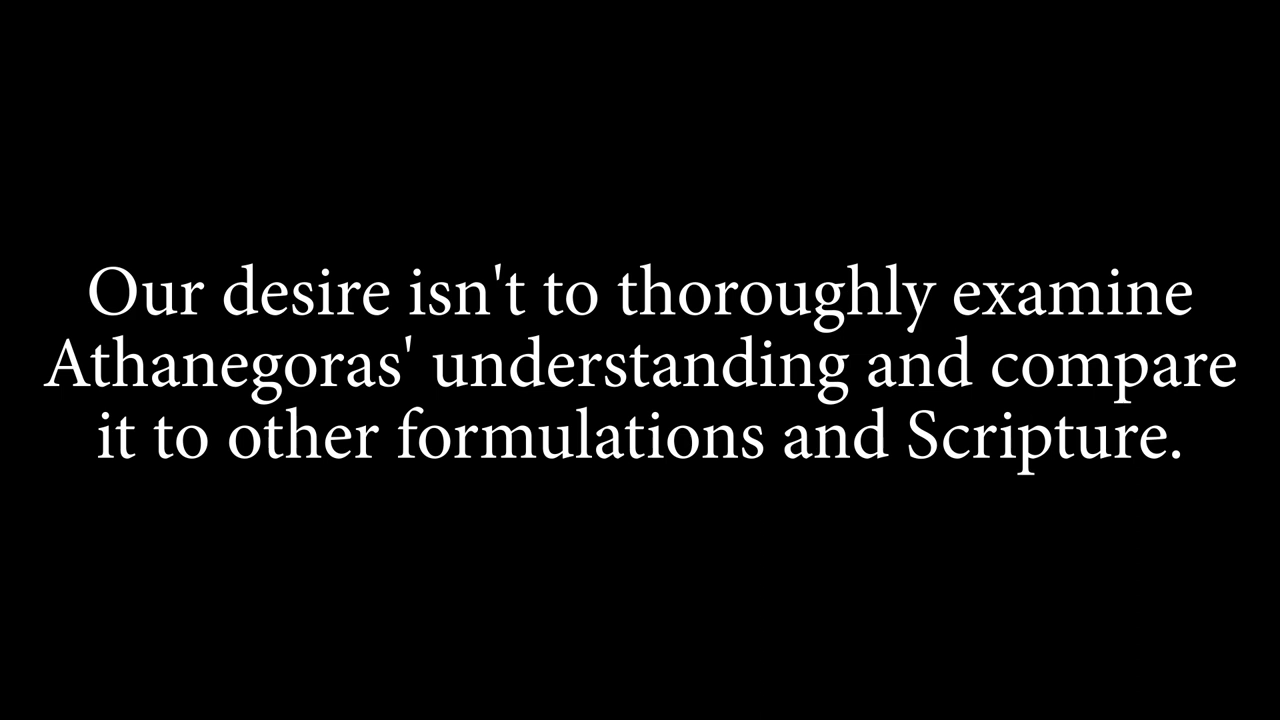 Our desire isn't to thoroughly examine
Athanegoras' understanding and compare
it to other formulations and Scripture.